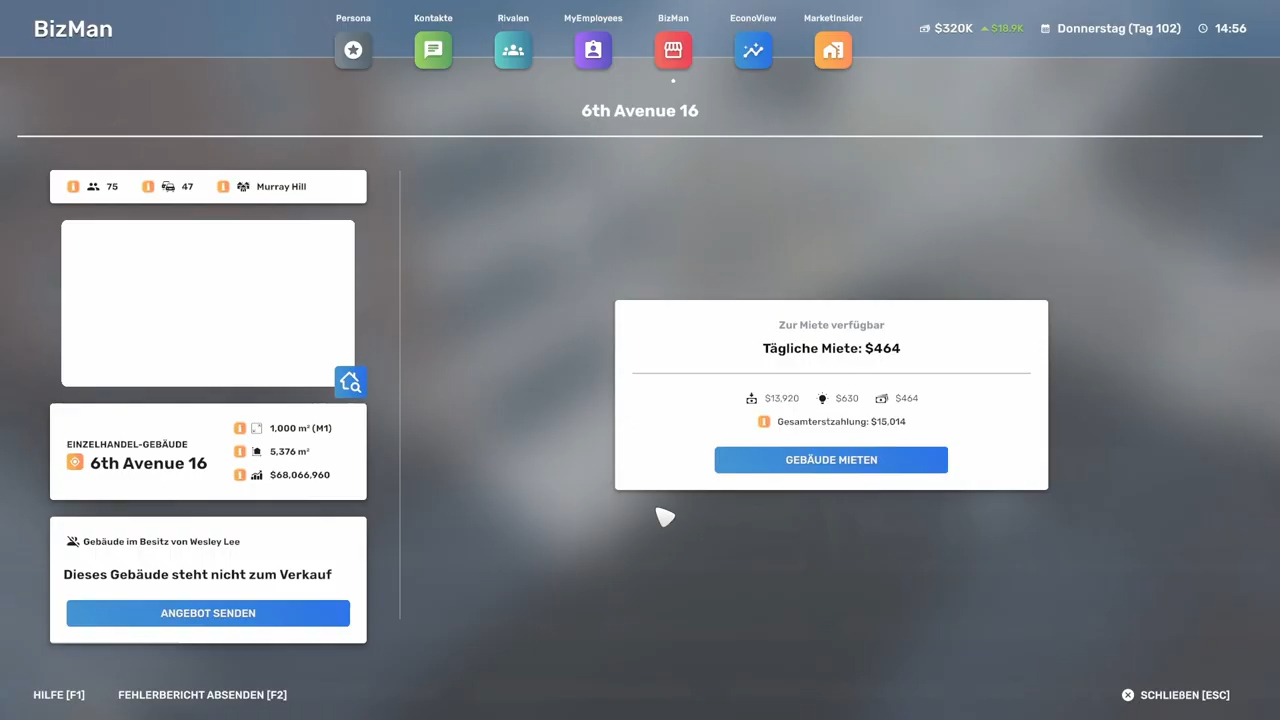 BizMan
Persona
Kontakte
Rivalen
MyEmployees
BizMan
EconoView
MarketInsider
$320K
$18.9K
Donnerstag (Tag 102)
14:56
6th Avenue 16
75
47
Murray Hill
EINZELHANDEL-GEBÄUDE
6th Avenue 16
1,000 m² (M1)
5,376 m²
$68,066,960
Gebäude im Besitz von Wesley Lee
Dieses Gebäude steht nicht zum Verkauf
ANGEBOT SENDEN
Zur Miete verfügbar
Tägliche Miete: $464
$13,920
$630
$464
Gesamterstzahlung: $15,014
GEBÄUDE MIETEN
HILFE [F1]
FEHLERBERICHT ABSENDEN [F2]
SCHLIEẞEN [ESC]